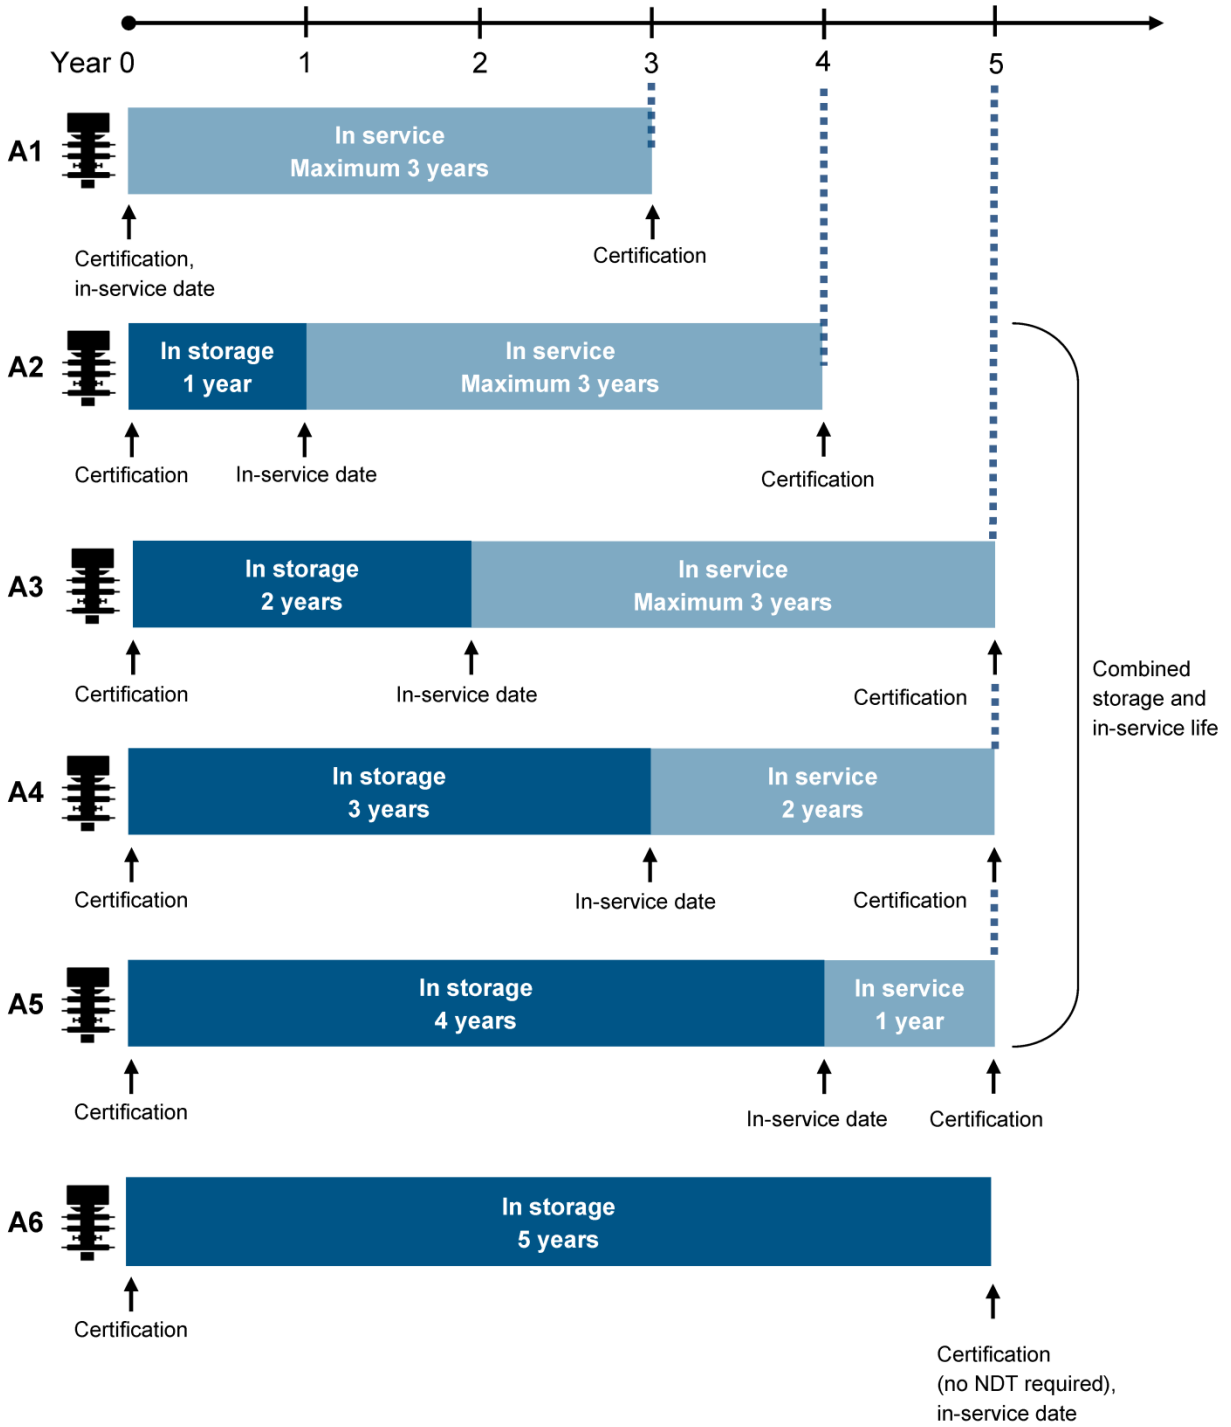 Year 0 1 2 3 4 5
A1
In service
Maximum 3 years
Certification,
in-service date
Certification
A2
In storage
1 year
In service
Maximum 3 years
Certification
In-service date
Certification
A3
In storage
2 years
In service
Maximum 3 years
Certification
In-service date
Certification
Combined
storage and
in-service life
A4
In storage
3 years
In service
2 years
Certification
In-service date
Certification
A5
In storage
4 years
In service
1 year
Certification
In-service date
Certification
A6
In storage
5 years
Certification
Certification
(no NDT required),
in-service date